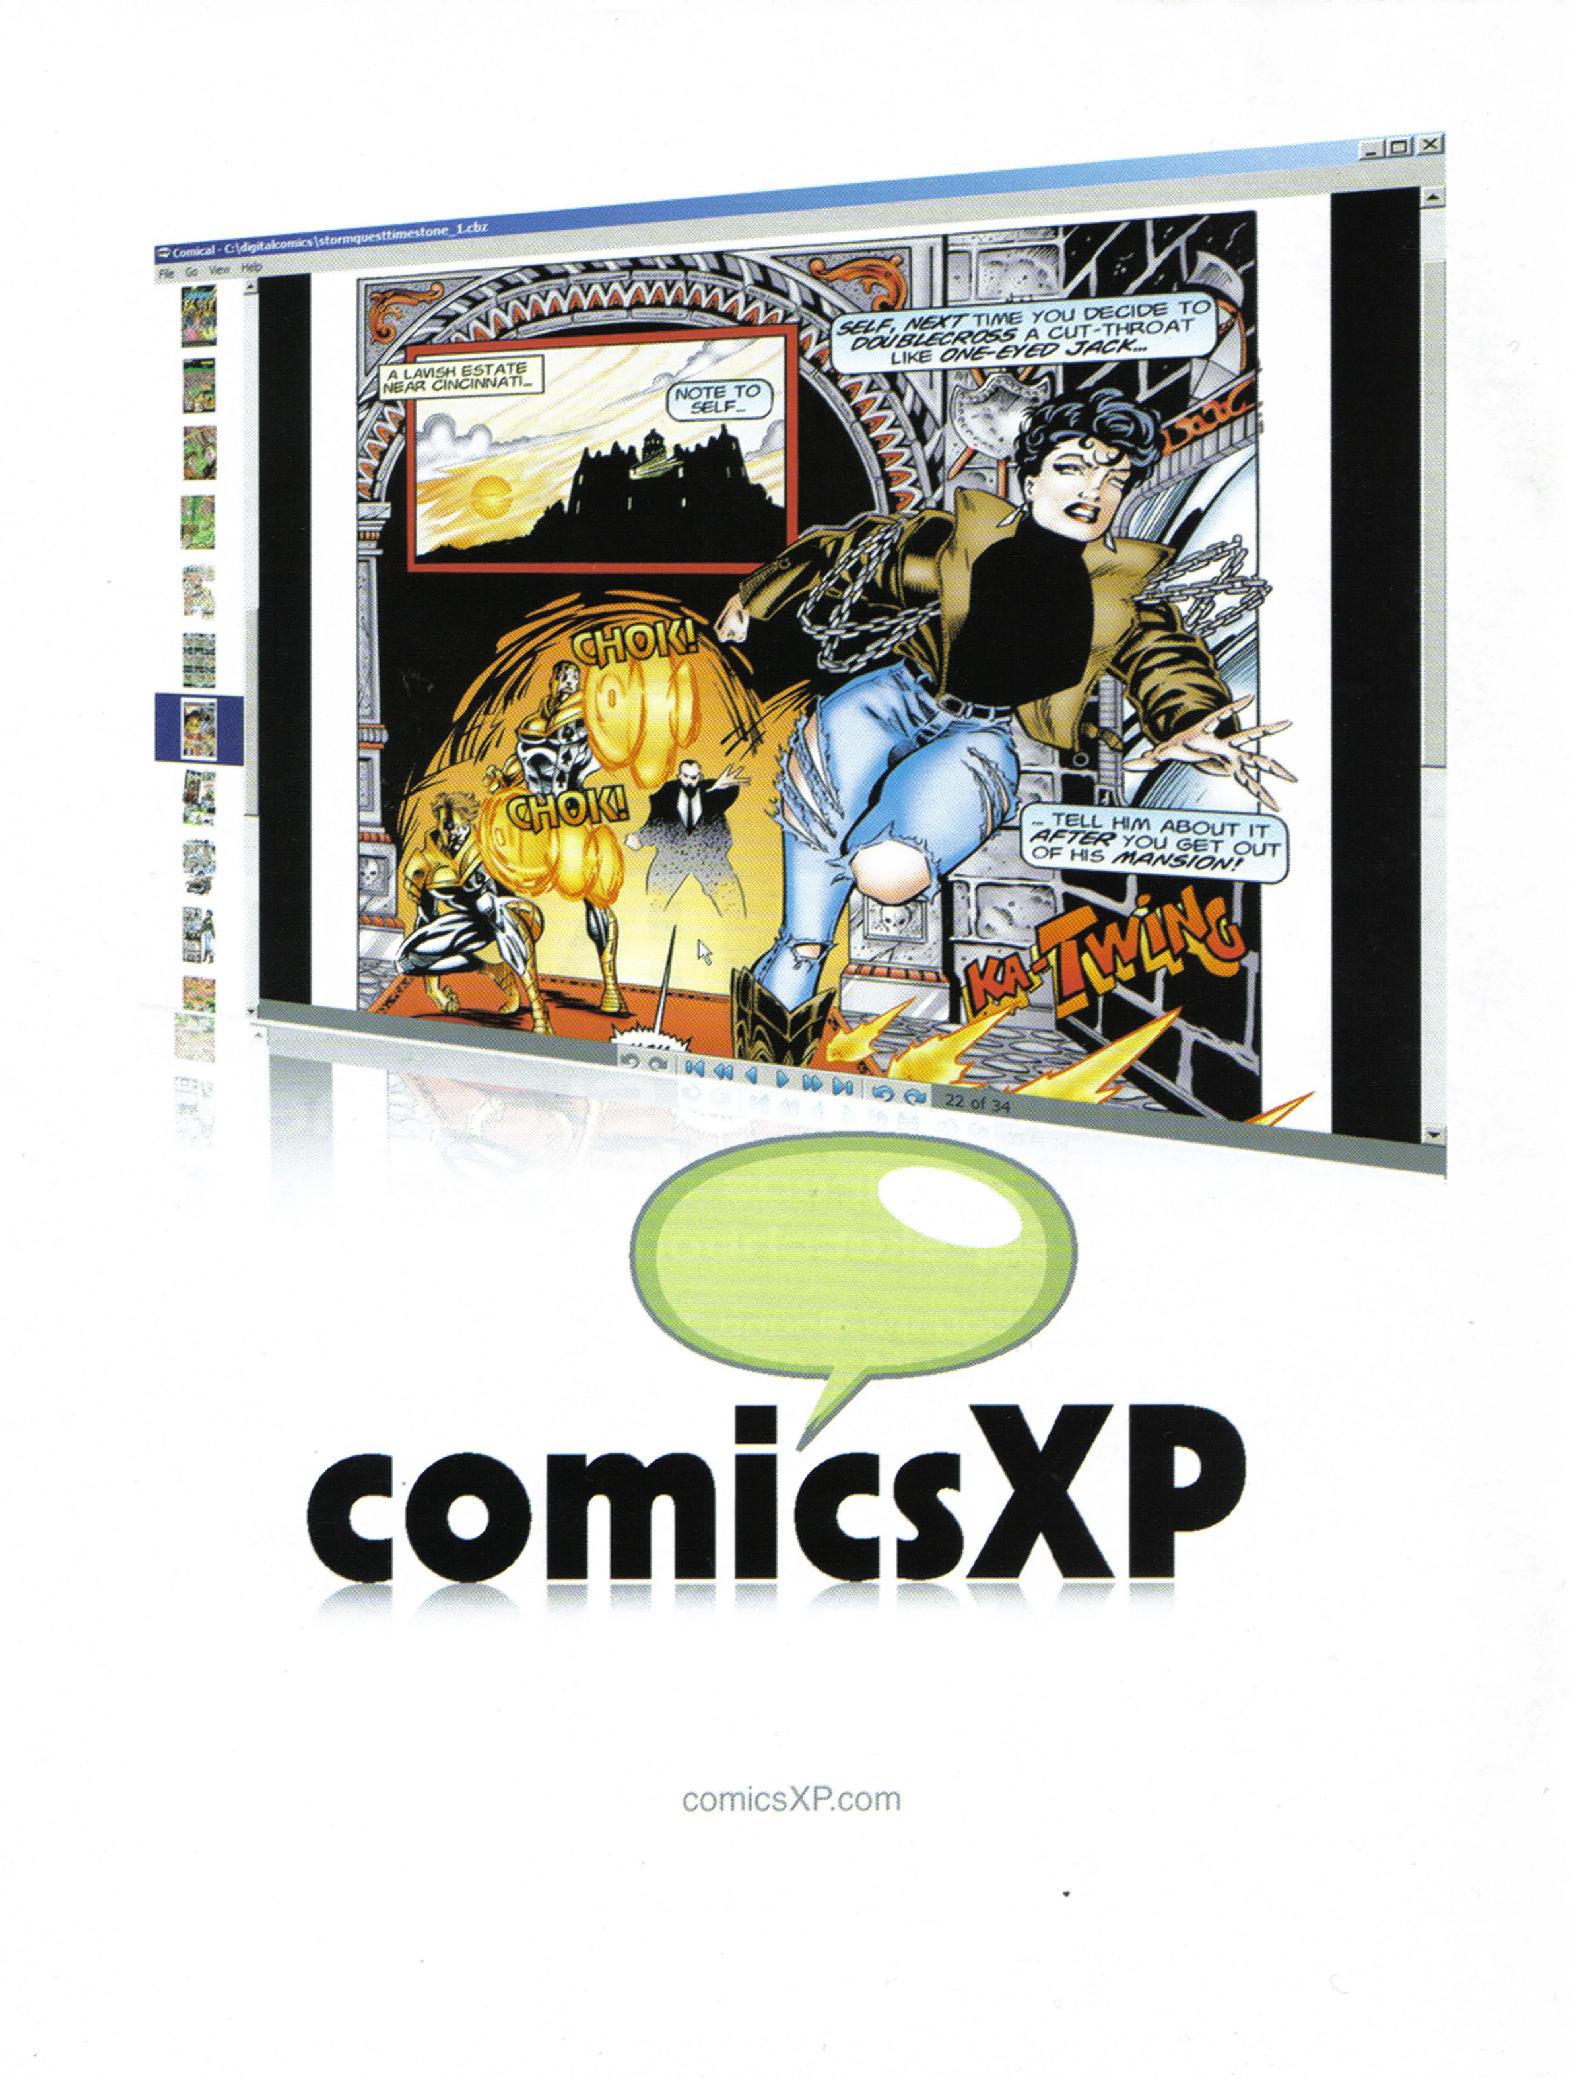 Comical - C:\digitalcomics\stormquesttimestone_1.cbz
File Go View Help
A LAVISH ESTATE
NEAR CINCINNATI...
NOTE TO
SELF...
SELF, NEXT TIME YOU DECIDE TO
DOUBLECROSS A CUT-THROAT
LIKE ONE-EYED JACK...
CHOK!
CHOK!
... TELL HIM ABOUT IT
AFTER YOU GET OUT
OF HIS MANSION!
KA-TWING
22 of 34
comicsXP
comicsXP.com